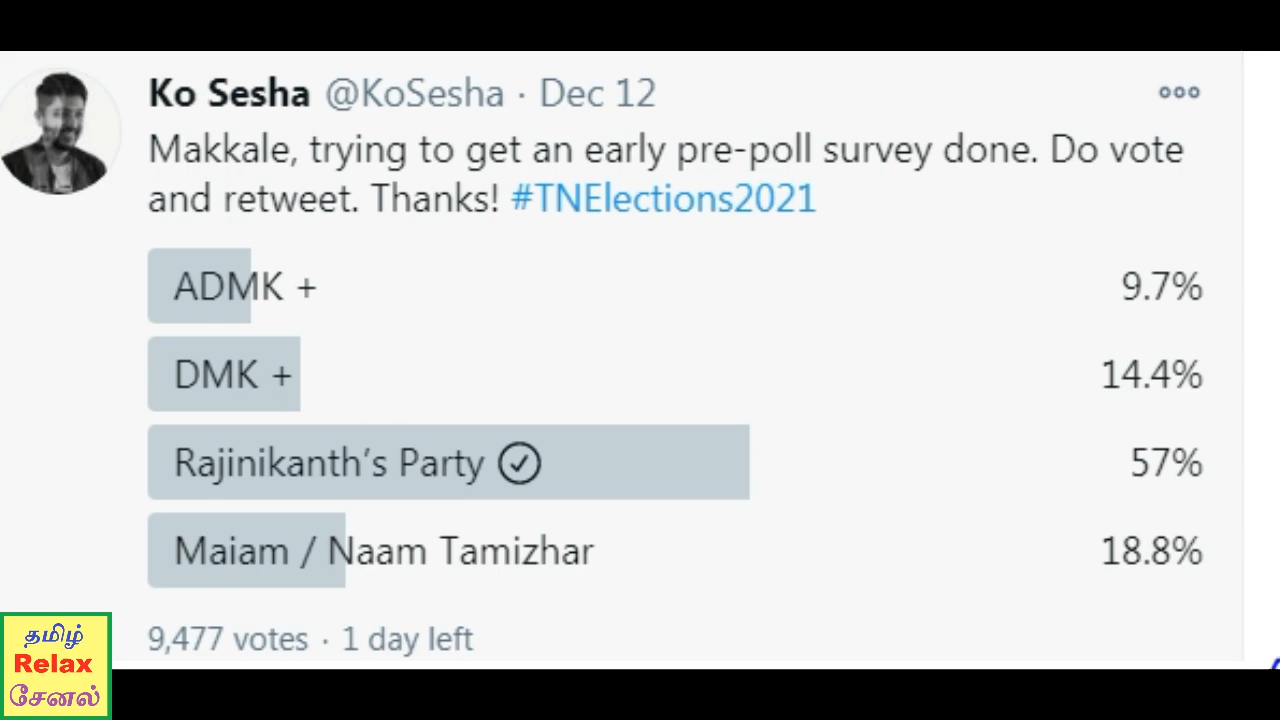 Ko Sesha @KoSesha · Dec 12
Makkale, trying to get an early pre-poll survey done. Do vote
and retweet. Thanks! #TNElections2021
ADMK + 9.7%
DMK + 14.4%
Rajinikanth's Party 57%
Maiam / Naam Tamizhar 18.8%
9,477 votes · 1 day left
தமிழ்
Relax
சேனல்